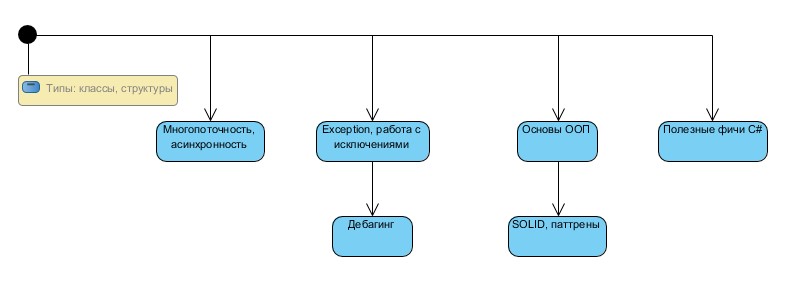 Типы: классы, структуры
Многопоточность,
асинхронность
Exception, работа с
исключениями
Основы ООП
Полезные фичи C#
Дебагинг
SOLID, паттрены